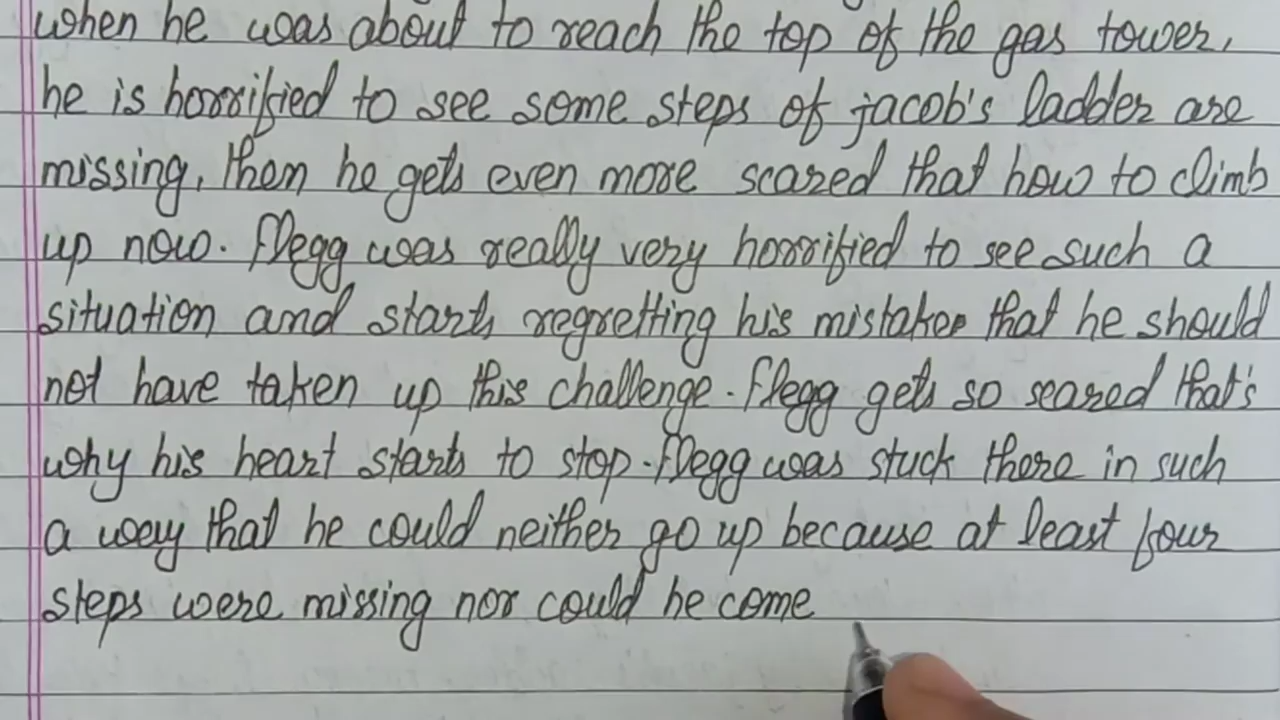 when he was about to reach the top of the gas tower,
he is horrified to see some steps of jacob's ladder are
missing, then he gets even more scared that how to climb
up now. Flegg was really very horrified to see such a
situation and starts regretting his mistake that he should
not have taken up this challenge. Flegg gets so scared that's
why his heart starts to stop. Flegg was stuck there in such
a way that he could neither go up because at least four
steps were missing nor could he come